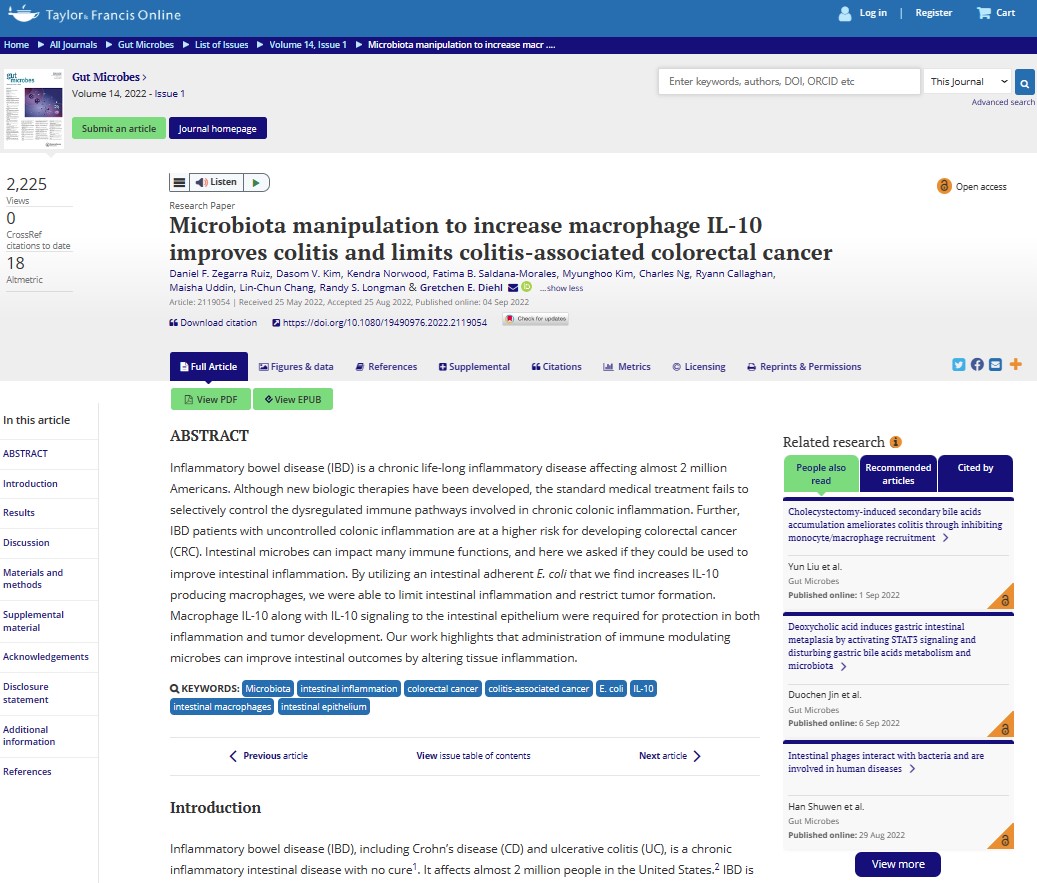 Taylor & Francis Online
Log in | Register Cart
Home All Journals Gut Microbes List of Issues Volume 14, Issue 1 Microbiota manipulation to increase macr ....
gut microbes
Gut Microbes >
Volume 14, 2022 - Issue 1
Submit an article Journal homepage
Enter keywords, authors, DOI, ORCID etc This Journal
Advanced search
2,225
Views
0
CrossRef
citations to date
18
Altmetric
Listen
Open access
Research Paper
Microbiota manipulation to increase macrophage IL-10
improves colitis and limits colitis-associated colorectal cancer
Daniel F. Zegarra Ruiz, Dasom V. Kim, Kendra Norwood, Fatima B. Saldana-Morales, Myunghoo Kim, Charles Ng, Ryann Callaghan,
Maisha Uddin, Lin-Chun Chang, Randy S. Longman & Gretchen E. Diehl ...show less
Article: 2119054 | Received 25 May 2022, Accepted 25 Aug 2022, Published online: 04 Sep 2022
Download citation https://doi.org/10.1080/19490976.2022.2119054 Check for updates
Full Article Figures & data References Supplemental Citations Metrics Licensing Reprints & Permissions
View PDF View EPUB
In this article
ABSTRACT
Introduction
Results
Discussion
Materials and
methods
Supplemental
material
Acknowledgements
Disclosure
statement
Additional
information
References
ABSTRACT
Inflammatory bowel disease (IBD) is a chronic life-long inflammatory disease affecting almost 2 million
Americans. Although new biologic therapies have been developed, the standard medical treatment fails to
selectively control the dysregulated immune pathways involved in chronic colonic inflammation. Further,
IBD patients with uncontrolled colonic inflammation are at a higher risk for developing colorectal cancer
(CRC). Intestinal microbes can impact many immune functions, and here we asked if they could be used to
improve intestinal inflammation. By utilizing an intestinal adherent E. coli that we find increases IL-10
producing macrophages, we were able to limit intestinal inflammation and restrict tumor formation.
Macrophage IL-10 along with IL-10 signaling to the intestinal epithelium were required for protection in both
inflammation and tumor development. Our work highlights that administration of immune modulating
microbes can improve intestinal outcomes by altering tissue inflammation.
KEYWORDS: Microbiota intestinal inflammation colorectal cancer colitis-associated cancer E. coli IL-10
intestinal macrophages intestinal epithelium
Previous article View issue table of contents Next article
Introduction
Inflammatory bowel disease (IBD), including Crohn's disease (CD) and ulcerative colitis (UC), is a chronic
inflammatory intestinal disease with no cure1. It affects almost 2 million people in the United States.2 IBD is
Related research
People also
read
Recommended
articles
Cited by
Cholecystectomy-induced secondary bile acids
accumulation ameliorates colitis through inhibiting
monocyte/macrophage recruitment >
Yun Liu et al.
Gut Microbes
Published online: 1 Sep 2022
Deoxycholic acid induces gastric intestinal
metaplasia by activating STAT3 signaling and
disturbing gastric bile acids metabolism and
microbiota >
Duochen Jin et al.
Gut Microbes
Published online: 6 Sep 2022
Intestinal phages interact with bacteria and are
involved in human diseases >
Han Shuwen et al.
Gut Microbes
Published online: 29 Aug 2022
View more